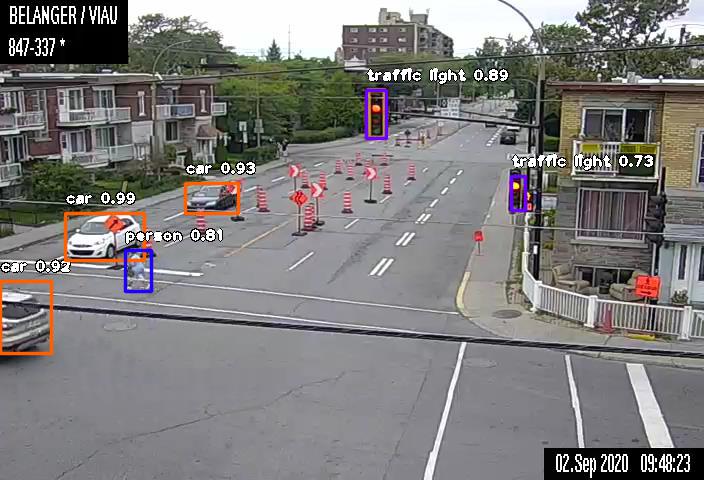 BELANGER / VIAU
847-337 *
traffic light 0.89
traffic light 0.73
car 0.93
car 0.99
person 0.81
car 0.92
02.Sep 2020 09:48:23